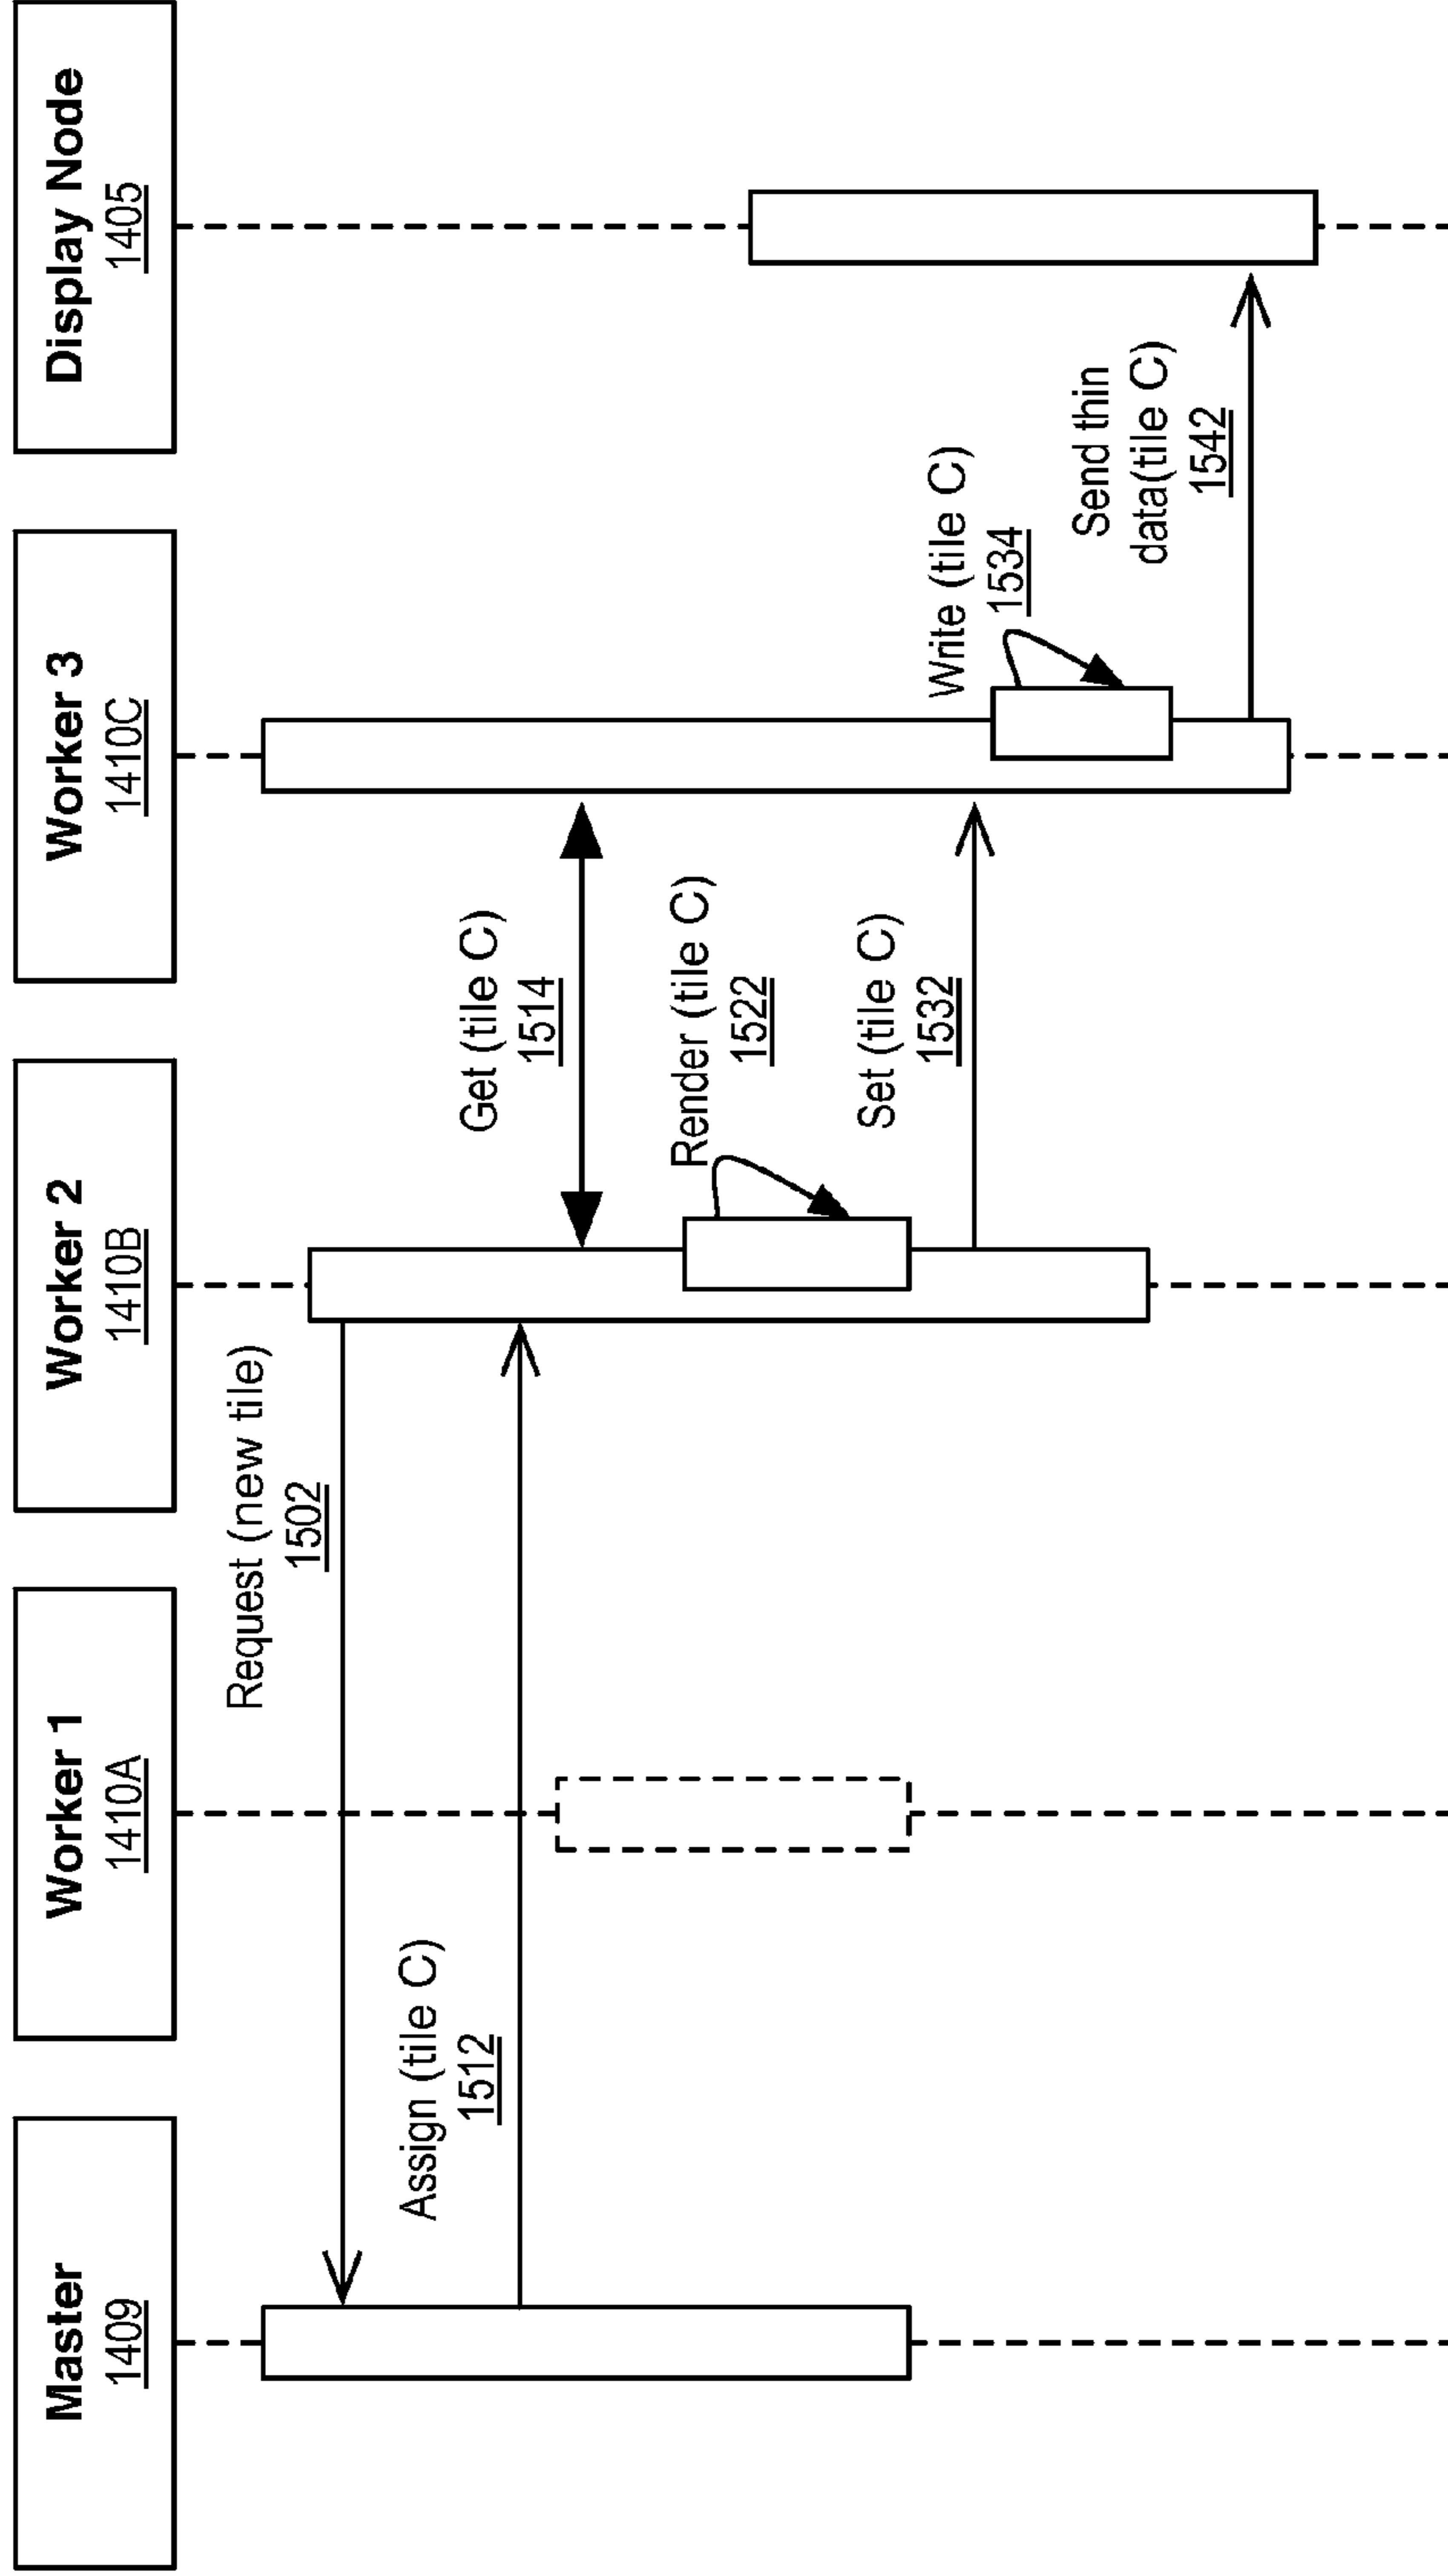 Master
1409
Worker 1
1410A
Worker 2
1410B
Worker 3
1410C
Display Node
1405
Request (new tile)
1502
Assign (tile C)
1512
Get (tile C)
1514
Render (tile C)
1522
Set (tile C)
1532
Write (tile C)
1534
Send thin
data(tile C)
1542